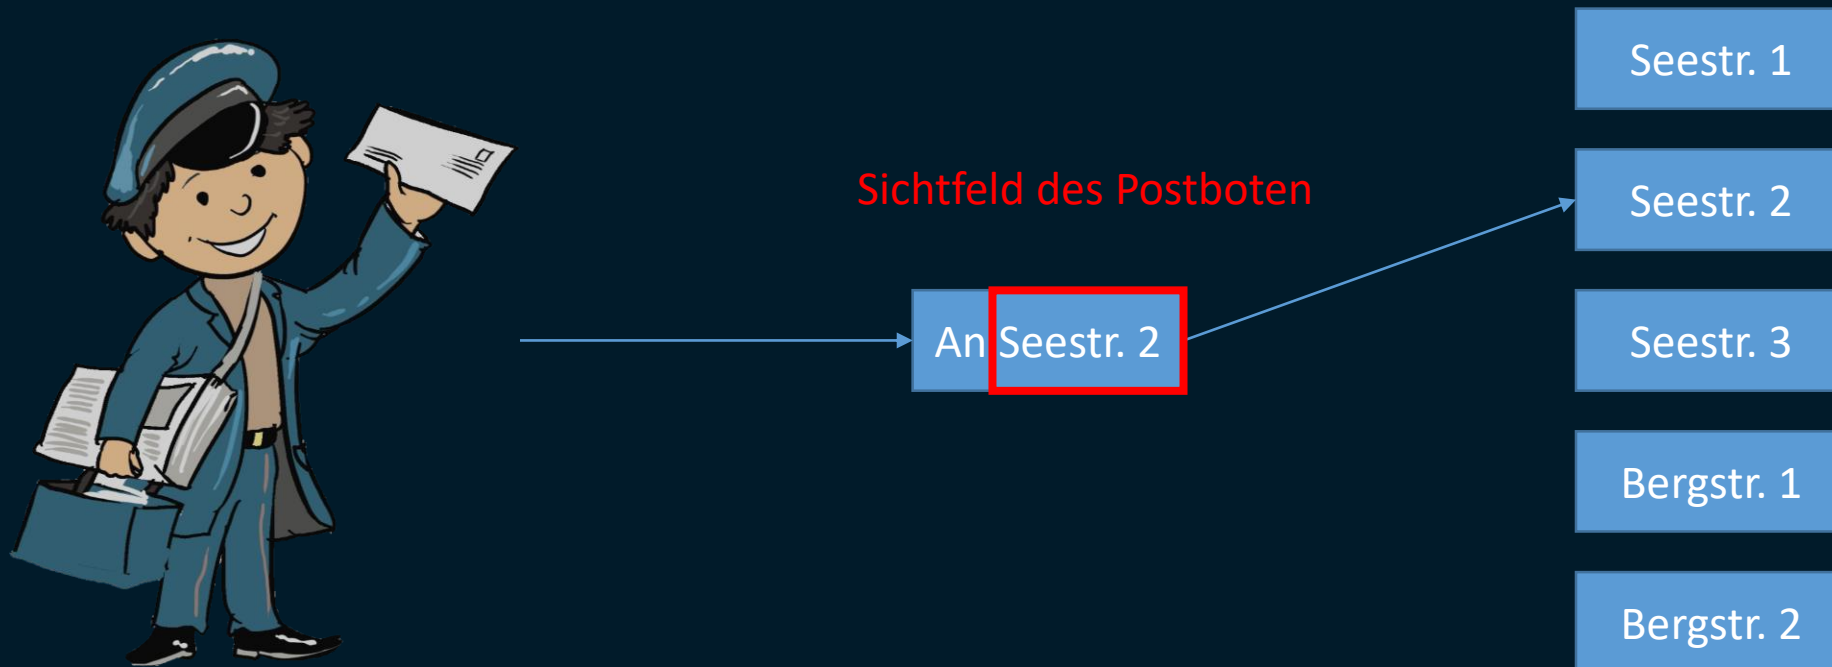 Seestr. 1
Sichtfeld des Postboten
Seestr. 2
An Seestr. 2
Seestr. 3
Bergstr. 1
Bergstr. 2